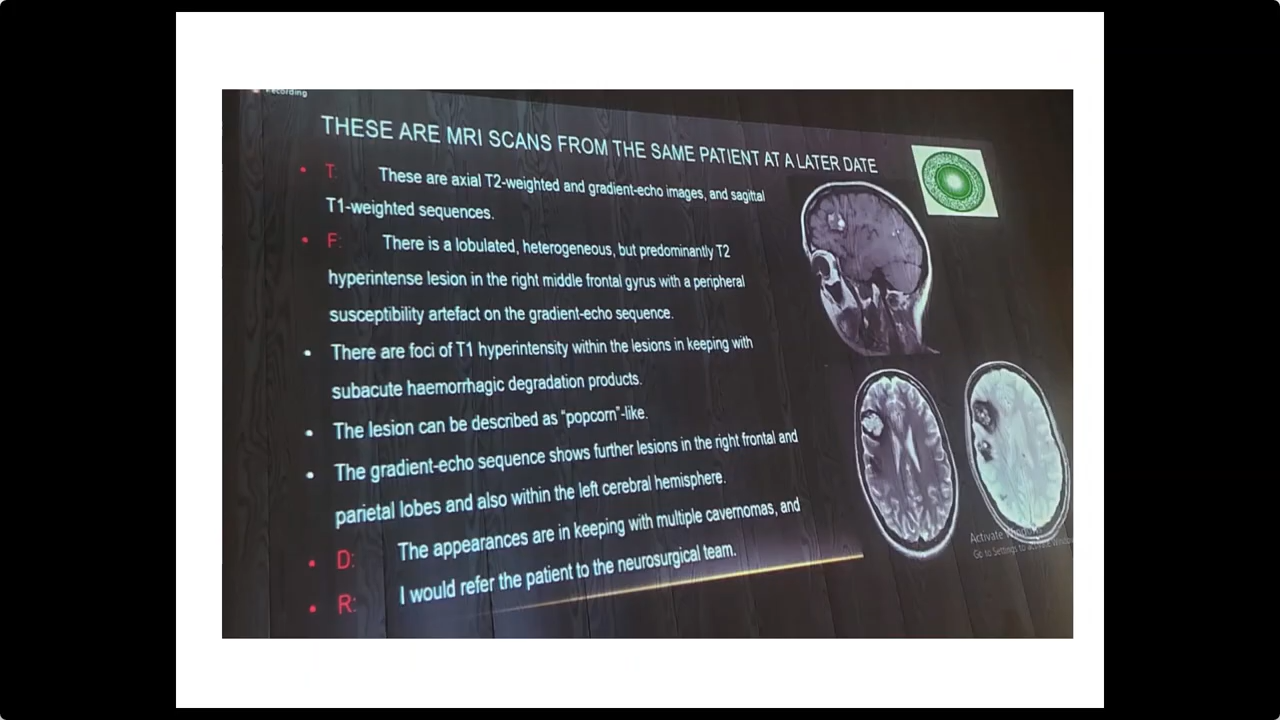 Recording
THESE ARE MRI SCANS FROM THE SAME PATIENT AT A LATER DATE
• T: These are axial T2-weighted and gradient-echo images, and sagittal
T1-weighted sequences.
• F: There is a lobulated, heterogeneous, but predominantly T2
hyperintense lesion in the right middle frontal gyrus with a peripheral
susceptibility artefact on the gradient-echo sequence.
• There are foci of T1 hyperintensity within the lesions in keeping with
subacute haemorrhagic degradation products.
• The lesion can be described as “popcorn”-like.
• The gradient-echo sequence shows further lesions in the right frontal and
parietal lobes and also within the left cerebral hemisphere.
• D: The appearances are in keeping with multiple cavernomas, and
• R: I would refer the patient to the neurosurgical team.
Activate
Go to Settings to activate